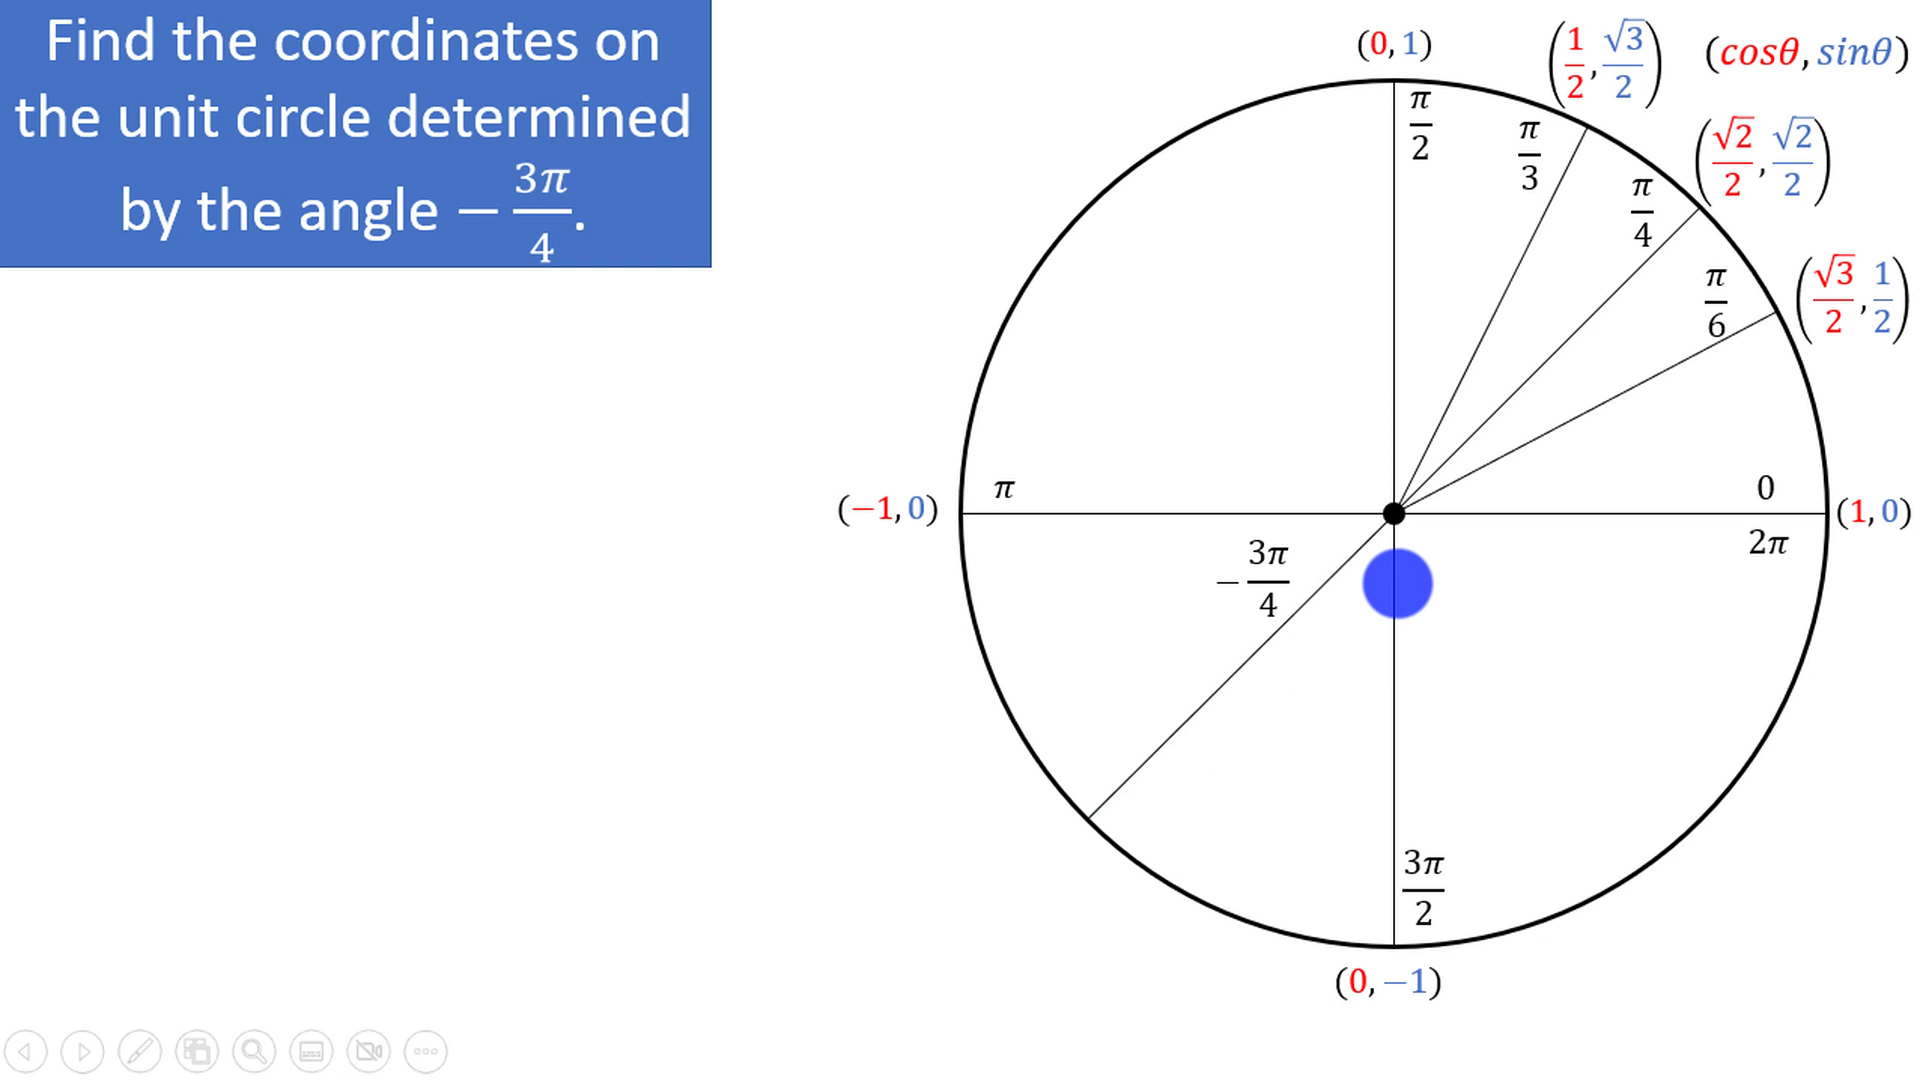 Find the coordinates on
the unit circle determined
by the angle − 3π/4.
(0, 1)
(1/2, √3/2)
(cosθ, sinθ)
π/2
π/3
(√2/2, √2/2)
π/4
(√3/2, 1/2)
π/6
π
0
(−1, 0)
(1, 0)
2π
− 3π/4
3π/2
(0, −1)